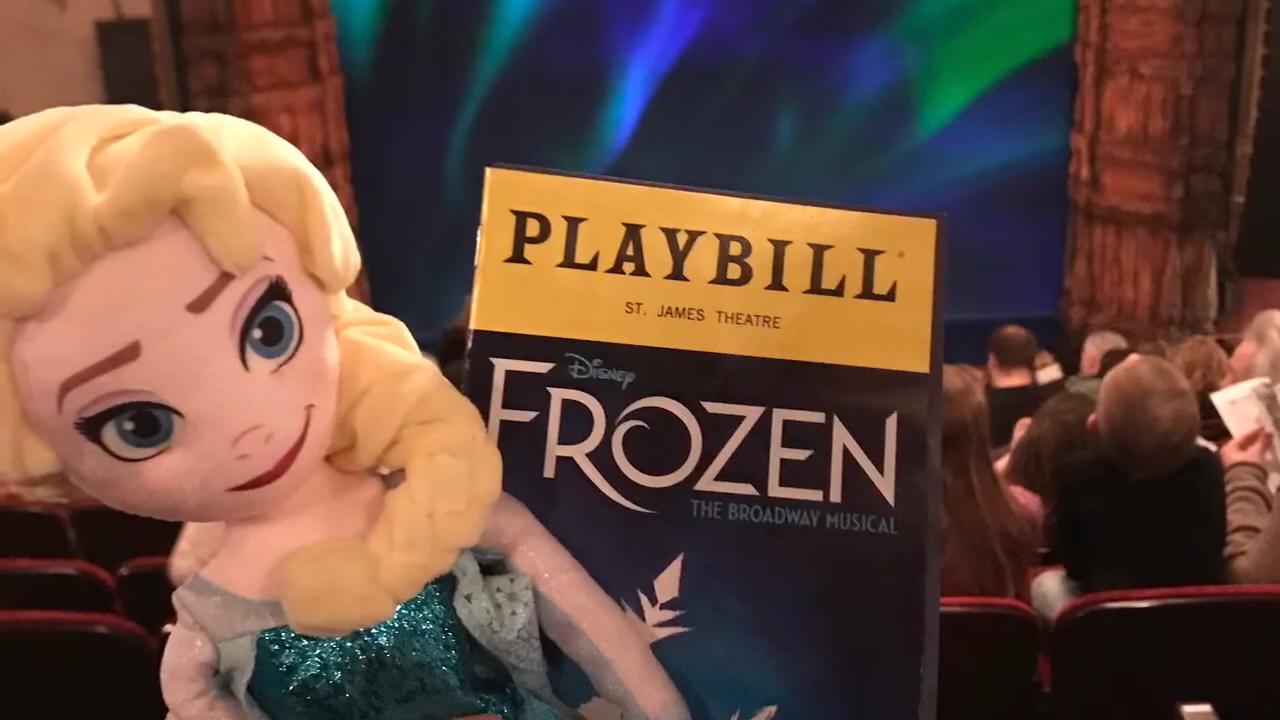 PLAYBILL®
ST. JAMES THEATRE
Disney
FROZEN
THE BROADWAY MUSICAL